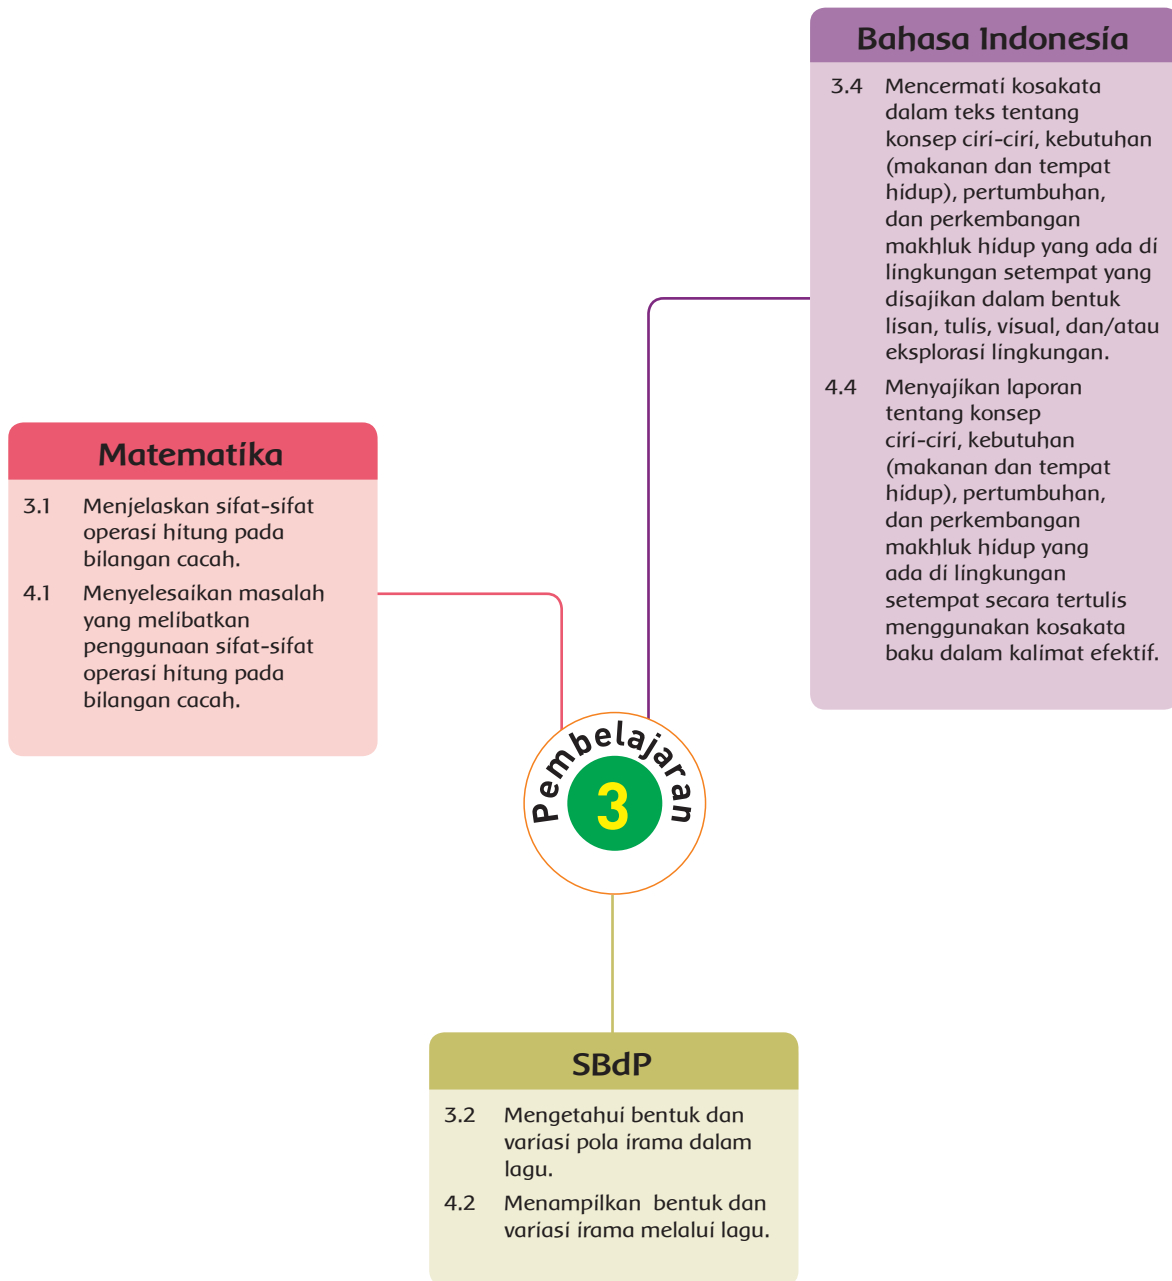 Bahasa Indonesia
3.4 Mencermati kosakata
dalam teks tentang
konsep ciri-ciri, kebutuhan
(makanan dan tempat
hidup), pertumbuhan,
dan perkembangan
makhluk hidup yang ada di
lingkungan setempat yang
disajikan dalam bentuk
lisan, tulis, visual, dan/atau
eksplorasi lingkungan.
4.4 Menyajikan laporan
tentang konsep
ciri-ciri, kebutuhan
(makanan dan tempat
hidup), pertumbuhan,
dan perkembangan
makhluk hidup yang
ada di lingkungan
setempat secara tertulis
menggunakan kosakata
baku dalam kalimat efektif.
Matematika
3.1 Menjelaskan sifat-sifat
operasi hitung pada
bilangan cacah.
4.1 Menyelesaikan masalah
yang melibatkan
penggunaan sifat-sifat
operasi hitung pada
bilangan cacah.
Pembelajaran
3
SBdP
3.2 Mengetahui bentuk dan
variasi pola irama dalam
lagu.
4.2 Menampilkan bentuk dan
variasi irama melalui lagu.